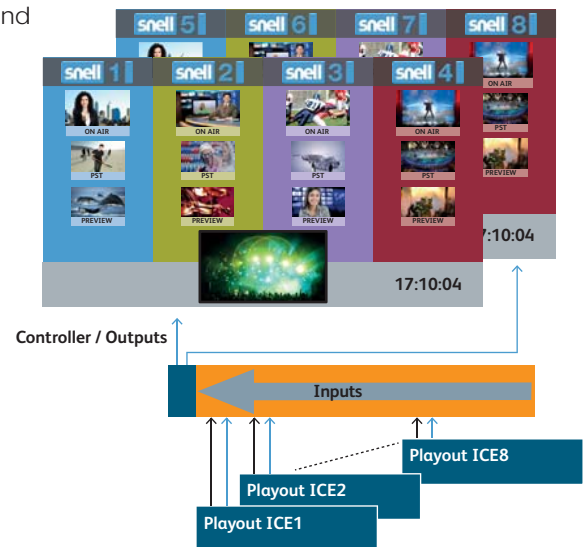 nd
snell 5 snell 6 snell 7 snell 8
snell 1 snell 2 snell 3 snell 4
ON AIR
ON AIR ON AIR ON AIR ON AIR
PST PST PST PST PST
PREVIEW
PREVIEW PREVIEW PREVIEW PREVIEW
7:10:04
17:10:04
Controller / Outputs
Inputs
Playout ICE8
Playout ICE2
Playout ICE1